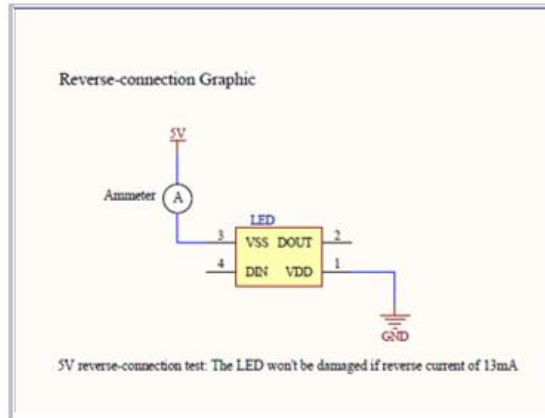 Reverse-connection Graphic
5V
Ammeter
A
LED
3 VSS DOUT 2
4 DIN VDD 1
GND
5V reverse-connection test: The LED won't be damaged if reverse current of 13mA